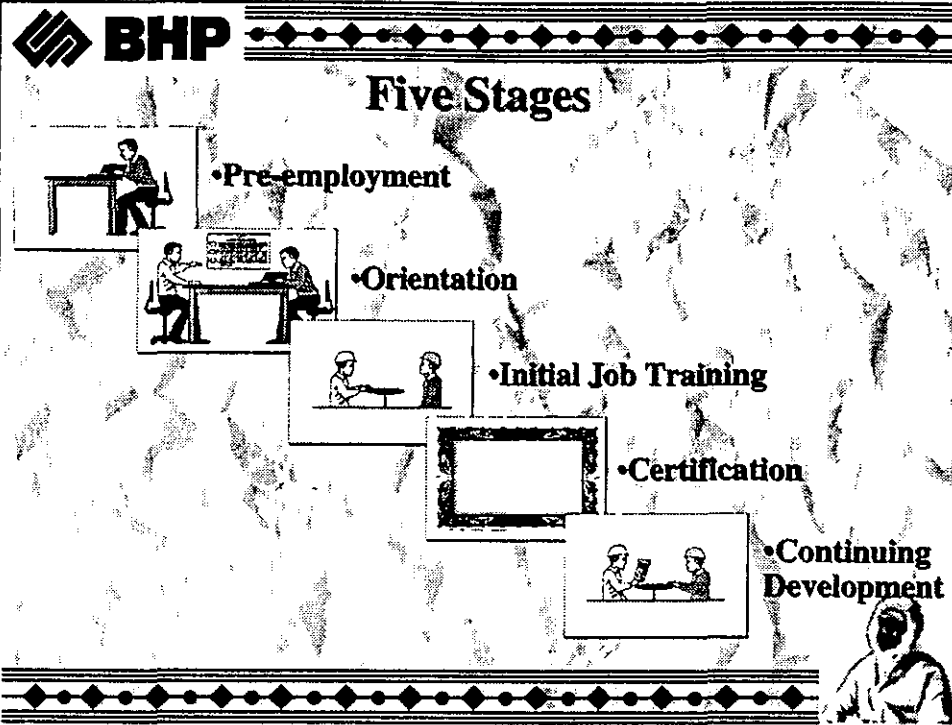 BHP
Five Stages
•Pre-employment
•Orientation
•Initial Job Training
•Certification
•Continuing
Development